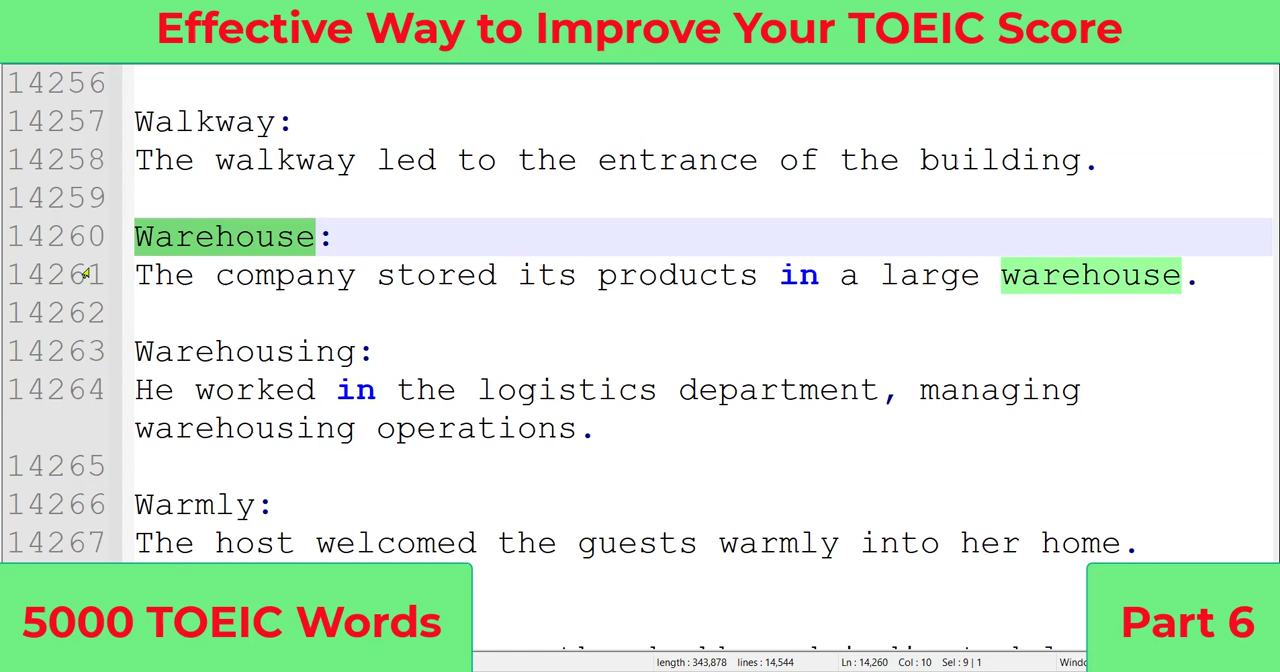 Effective Way to Improve Your TOEIC Score
14256
14257 Walkway:
14258 The walkway led to the entrance of the building.
14259
14260 Warehouse:
14261 The company stored its products in a large warehouse.
14262
14263 Warehousing:
14264 He worked in the logistics department, managing
warehousing operations.
14265
14266 Warmly:
14267 The host welcomed the guests warmly into her home.
5000 TOEIC Words
Part 6
length : 343,878 lines : 14,544 Ln : 14,260 Col : 10 Sel : 9 | 1